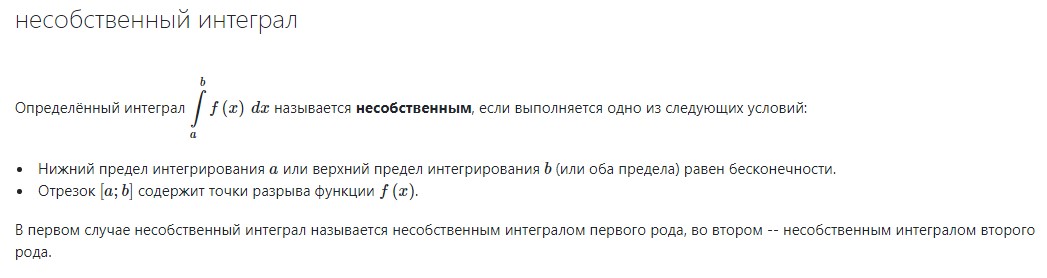 несобственный интеграл
Определённый интеграл ∫_a^b f (x) dx называется несобственным, если выполняется одно из следующих условий:
• Нижний предел интегрирования a или верхний предел интегрирования b (или оба предела) равен бесконечности.
• Отрезок [a; b] содержит точки разрыва функции f (x).
В первом случае несобственный интеграл называется несобственным интегралом первого рода, во втором -- несобственным интегралом второго
рода.